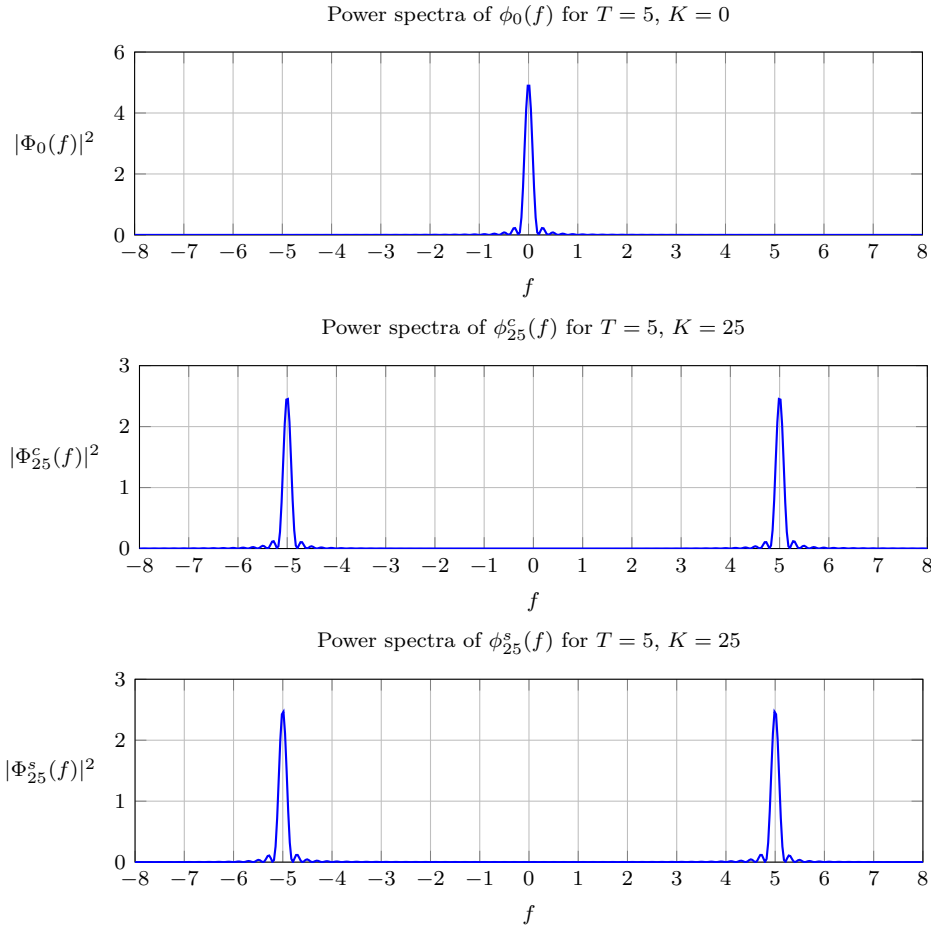 Power spectra of ϕ₀(f) for T = 5, K = 0
6
4
2
0
|Φ₀(f)|²
−8 −7 −6 −5 −4 −3 −2 −1 0 1 2 3 4 5 6 7 8
f
Power spectra of ϕᶜ₂₅(f) for T = 5, K = 25
3
2
1
0
|Φᶜ₂₅(f)|²
−8 −7 −6 −5 −4 −3 −2 −1 0 1 2 3 4 5 6 7 8
f
Power spectra of ϕˢ₂₅(f) for T = 5, K = 25
3
2
1
0
|Φˢ₂₅(f)|²
−8 −7 −6 −5 −4 −3 −2 −1 0 1 2 3 4 5 6 7 8
f